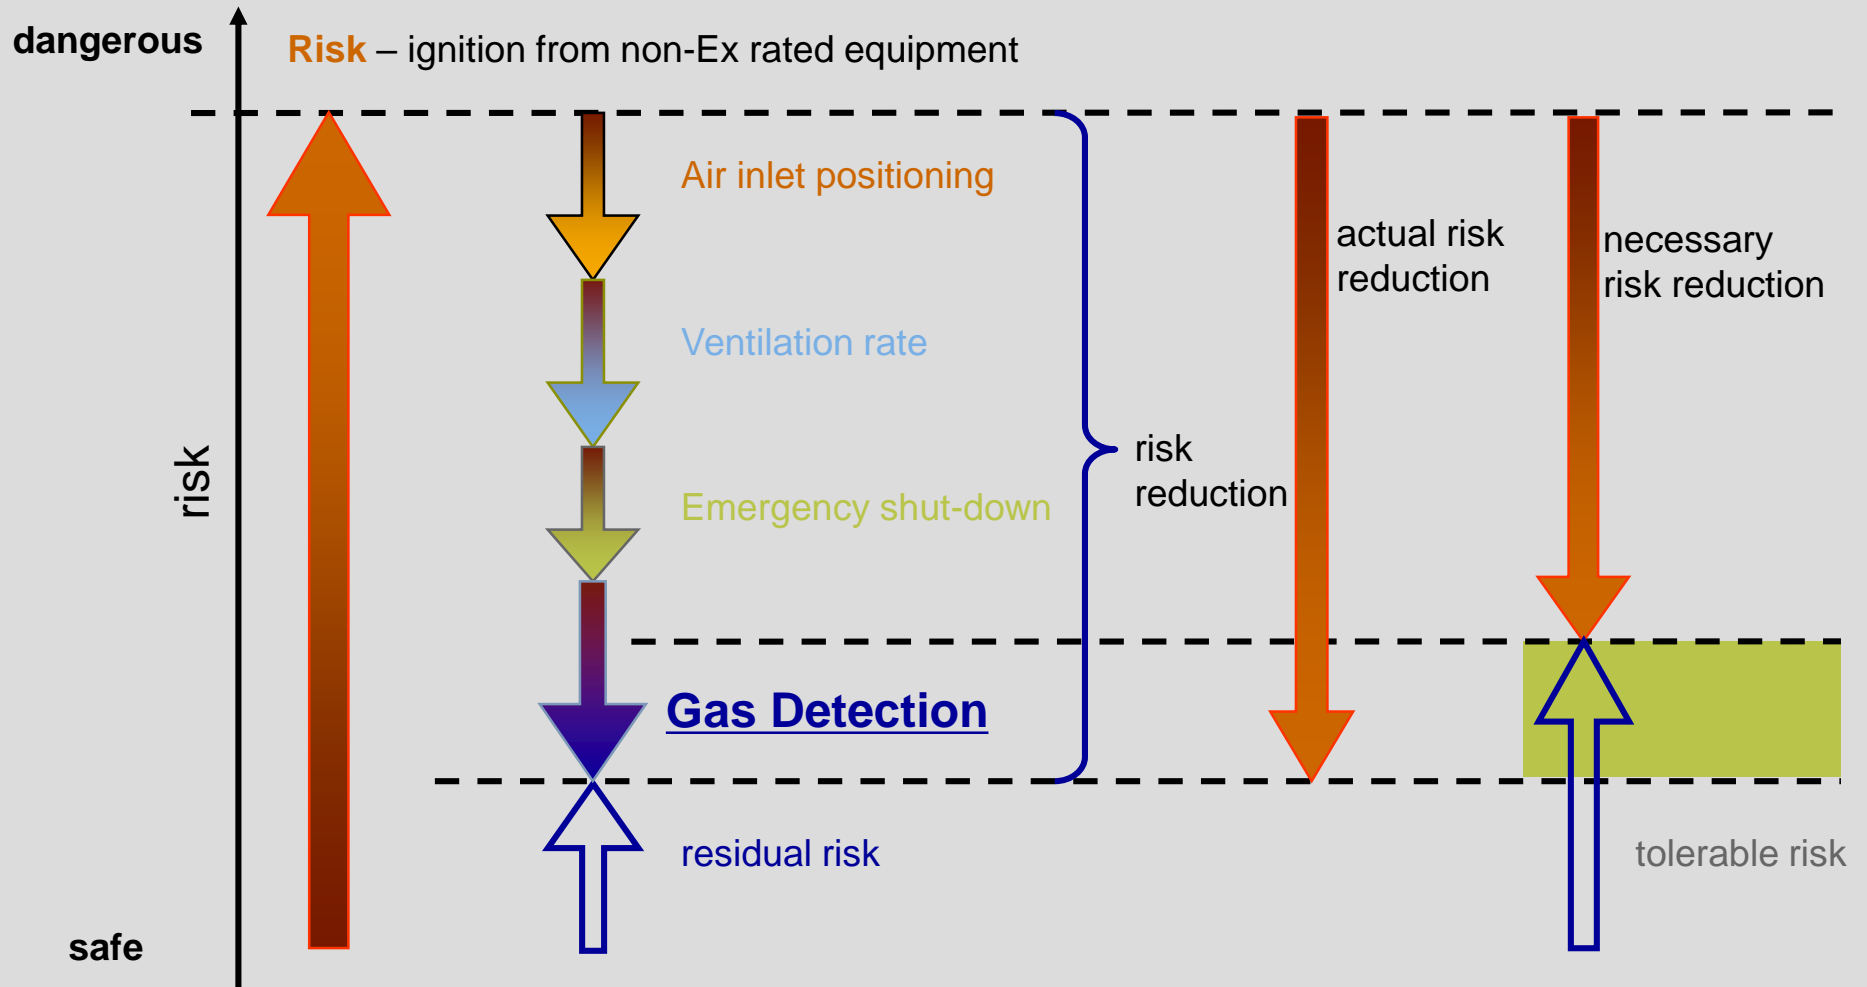 dangerous
Risk – ignition from non-Ex rated equipment
Air inlet positioning
actual risk
reduction
necessary
risk reduction
Ventilation rate
risk
risk
reduction
Emergency shut-down
Gas Detection
residual risk
tolerable risk
safe